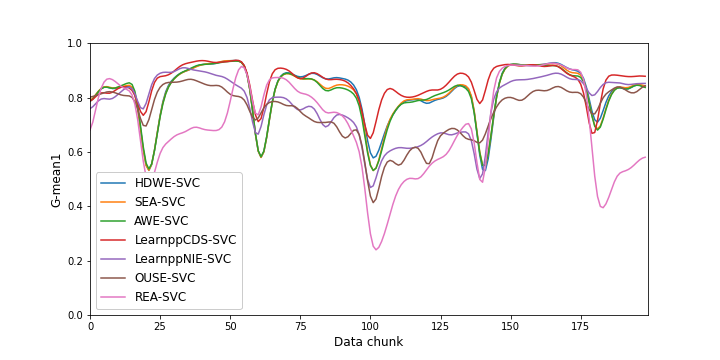 1.0
0.8
0.6
0.4
0.2
0.0
G-mean1
HDWE-SVC
SEA-SVC
AWE-SVC
LearnppCDS-SVC
LearnppNIE-SVC
OUSE-SVC
REA-SVC
0 25 50 75 100 125 150 175
Data chunk